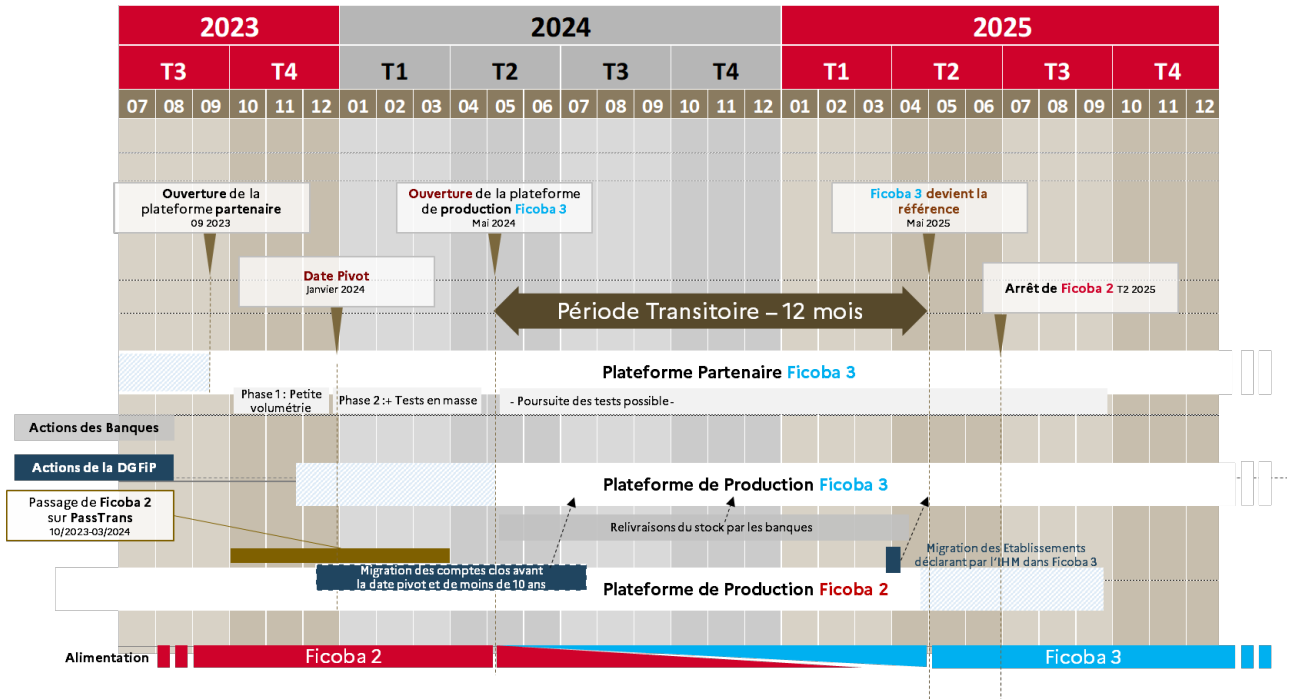 2023 2024 2025
T3 T4 T1 T2 T3 T4 T1 T2 T3 T4
07 08 09 10 11 12 01 02 03 04 05 06 07 08 09 10 11 12 01 02 03 04 05 06 07 08 09 10 11 12
Ouverture de la
plateforme partenaire
09 2023
Ouverture de la plateforme
de production Ficoba 3
Mai 2024
Ficoba 3 devient la
référence
Mai 2025
Date Pivot
Janvier 2024
Arrêt de Ficoba 2 T2 2025
Période Transitoire – 12 mois
Plateforme Partenaire Ficoba 3
Phase 1 : Petite
volumétrie
Phase 2 :+ Tests en masse
- Poursuite des tests possible-
Actions des Banques
Actions de la DGFiP
Plateforme de Production Ficoba 3
Passage de Ficoba 2
sur PassTrans
10/2023-03/2024
Relivraisons du stock par les banques
Migration des Etablissements
déclarant par l'IHM dans Ficoba 3
Migration des comptes clos avant
la date pivot et de moins de 10 ans
Plateforme de Production Ficoba 2
Alimentation
Ficoba 2
Ficoba 3